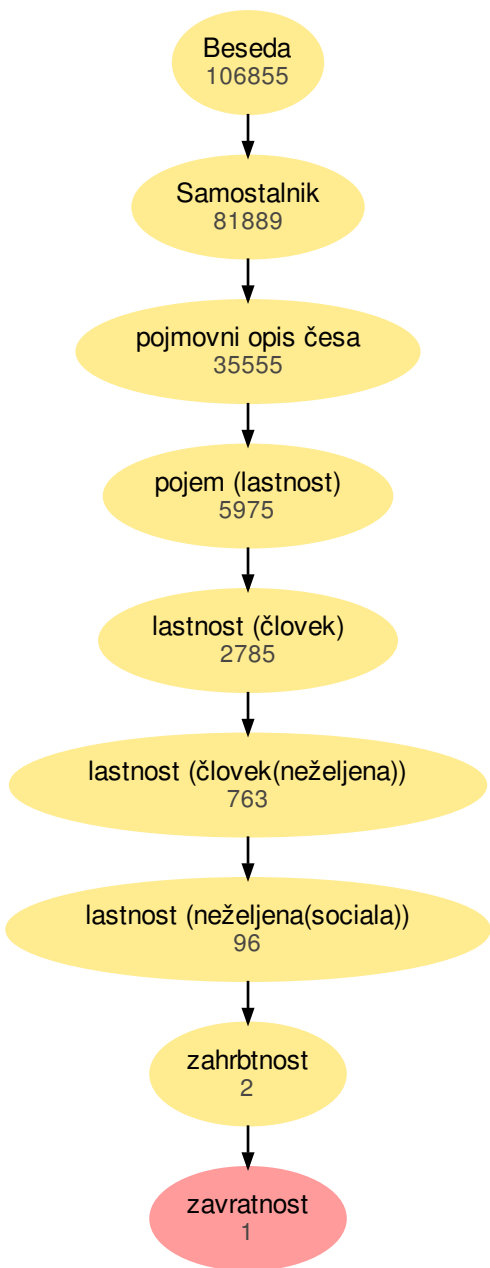 Beseda
106855
Samostalnik
81889
pojmovni opis česa
35555
pojem (lastnost)
5975
lastnost (človek)
2785
lastnost (človek(neželjena))
763
lastnost (neželjena(sociala))
96
zahrbtnost
2
zavratnost
1